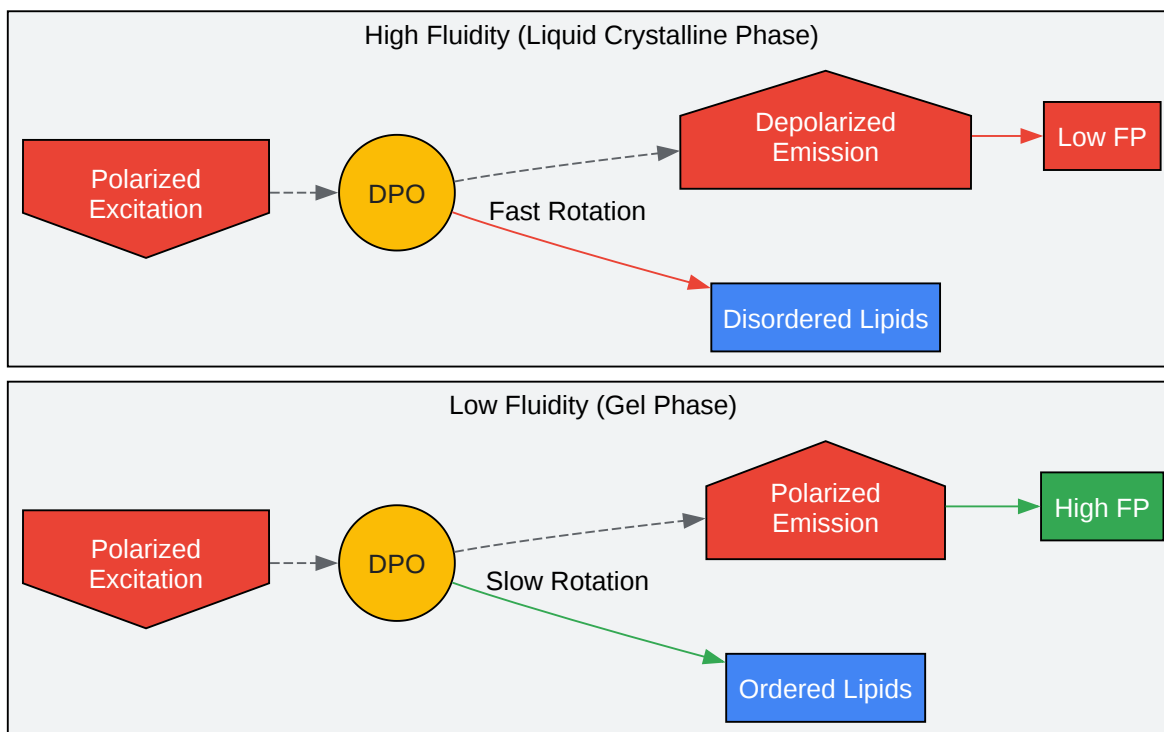 High Fluidity (Liquid Crystalline Phase)
Polarized
Excitation
DPO
Depolarized
Emission
Low FP
Fast Rotation
Disordered Lipids
Low Fluidity (Gel Phase)
Polarized
Excitation
DPO
Polarized
Emission
High FP
Slow Rotation
Ordered Lipids